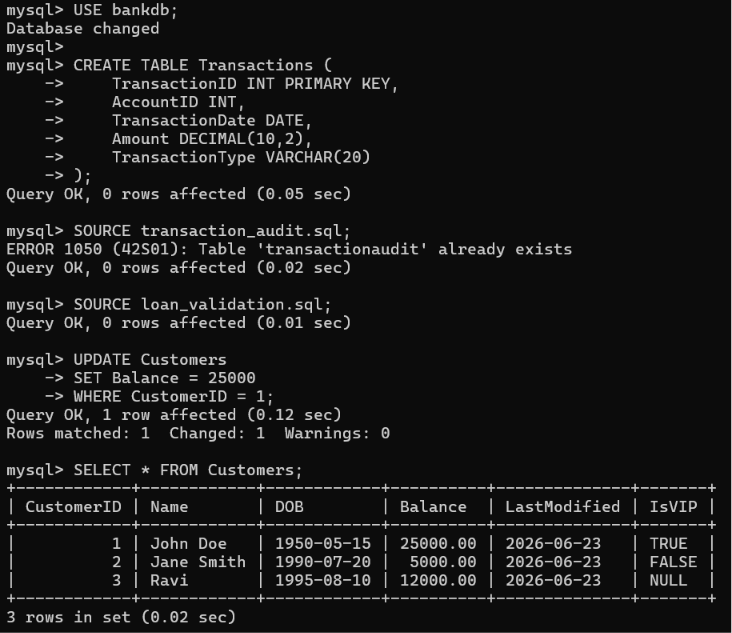 mysql> USE bankdb;
Database changed
mysql>
mysql> CREATE TABLE Transactions (
    ->     TransactionID INT PRIMARY KEY,
    ->     AccountID INT,
    ->     TransactionDate DATE,
    ->     Amount DECIMAL(10,2),
    ->     TransactionType VARCHAR(20)
    -> );
Query OK, 0 rows affected (0.05 sec)

mysql> SOURCE transaction_audit.sql;
ERROR 1050 (42S01): Table 'transactionaudit' already exists
Query OK, 0 rows affected (0.02 sec)

mysql> SOURCE loan_validation.sql;
Query OK, 0 rows affected (0.01 sec)

mysql> UPDATE Customers
    -> SET Balance = 25000
    -> WHERE CustomerID = 1;
Query OK, 1 row affected (0.12 sec)
Rows matched: 1  Changed: 1  Warnings: 0

mysql> SELECT * FROM Customers;
+------------+------------+------------+----------+--------------+-------+
| CustomerID | Name       | DOB        | Balance  | LastModified | IsVIP |
+------------+------------+------------+----------+--------------+-------+
|          1 | John Doe   | 1950-05-15 | 25000.00 | 2026-06-23   | TRUE  |
|          2 | Jane Smith | 1990-07-20 |  5000.00 | 2026-06-23   | FALSE |
|          3 | Ravi       | 1995-08-10 | 12000.00 | 2026-06-23   | NULL  |
+------------+------------+------------+----------+--------------+-------+
3 rows in set (0.02 sec)